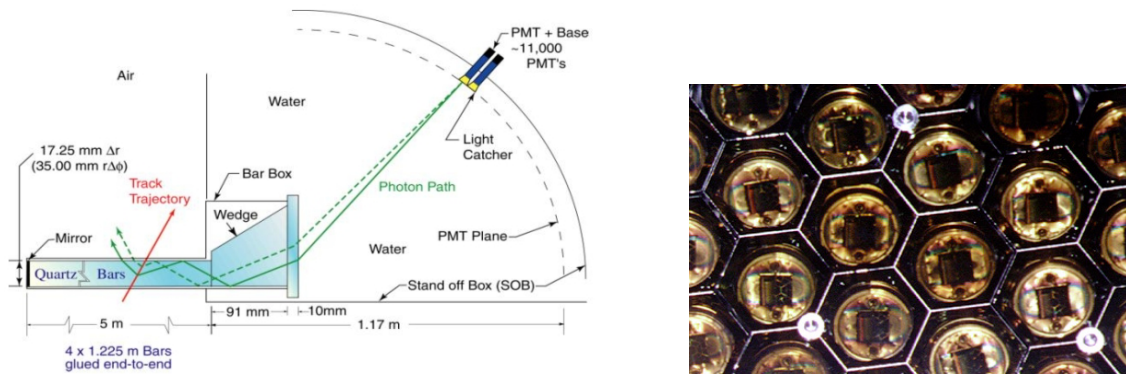 PMT + Base
~11,000
PMT's
Air
Water
17.25 mm Δr
(35.00 mm rΔϕ)
Light
Catcher
Track
Trajectory
Bar Box
Photon Path
Wedge
PMT Plane
Mirror
Water
Quartz Bars
Stand off Box (SOB)
91 mm
10mm
5 m
1.17 m
4 x 1.225 m Bars
glued end-to-end